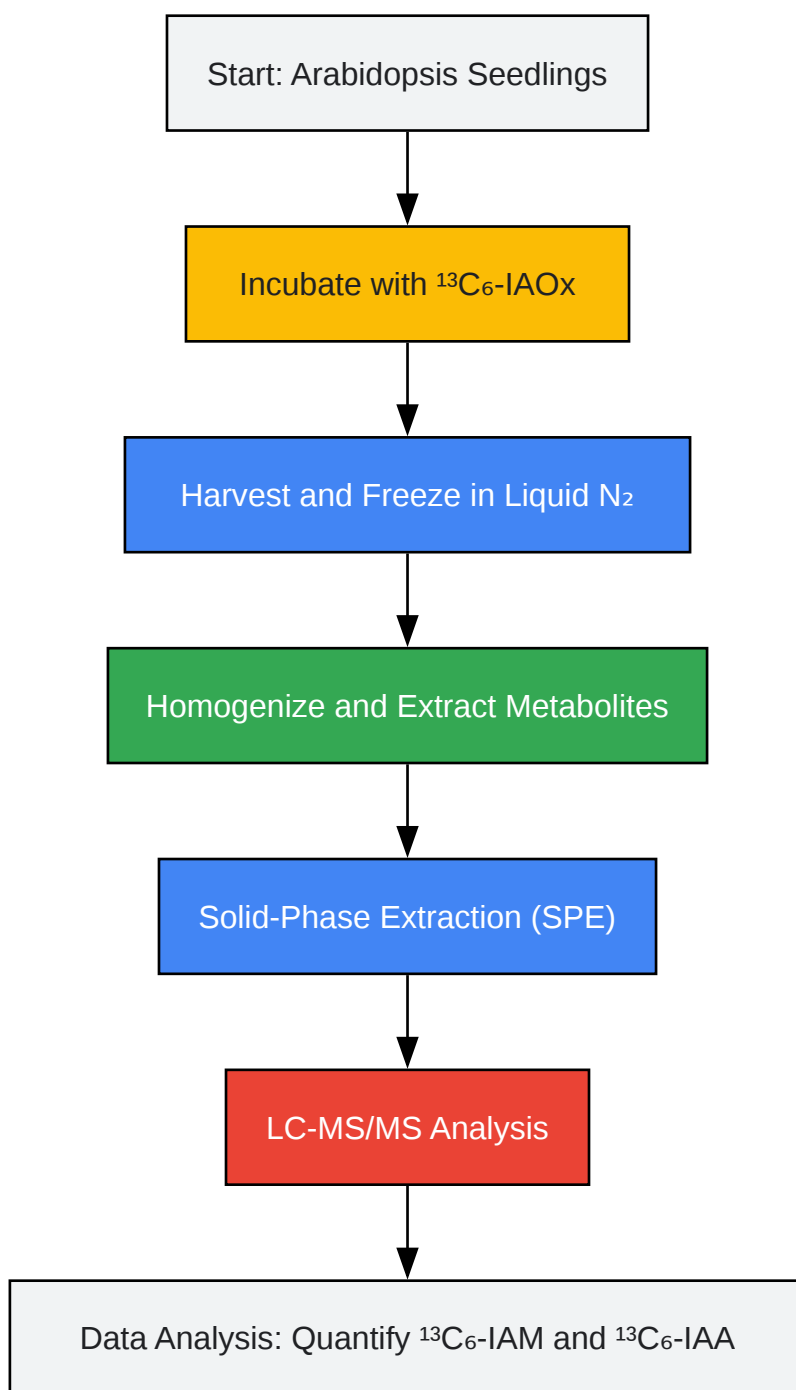 Start: Arabidopsis Seedlings
Incubate with ¹³C₆-IAOx
Harvest and Freeze in Liquid N₂
Homogenize and Extract Metabolites
Solid-Phase Extraction (SPE)
LC-MS/MS Analysis
Data Analysis: Quantify ¹³C₆-IAM and ¹³C₆-IAA